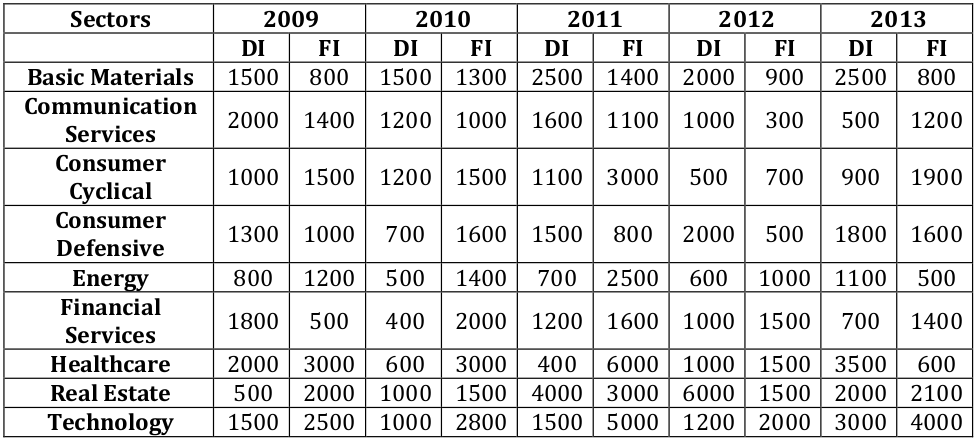 Sectors 2009 2010 2011 2012 2013
DI FI DI FI DI FI DI FI DI FI
Basic Materials 1500 800 1500 1300 2500 1400 2000 900 2500 800
Communication
Services 2000 1400 1200 1000 1600 1100 1000 300 500 1200
Consumer
Cyclical 1000 1500 1200 1500 1100 3000 500 700 900 1900
Consumer
Defensive 1300 1000 700 1600 1500 800 2000 500 1800 1600
Energy 800 1200 500 1400 700 2500 600 1000 1100 500
Financial
Services 1800 500 400 2000 1200 1600 1000 1500 700 1400
Healthcare 2000 3000 600 3000 400 6000 1000 1500 3500 600
Real Estate 500 2000 1000 1500 4000 3000 6000 1500 2000 2100
Technology 1500 2500 1000 2800 1500 5000 1200 2000 3000 4000